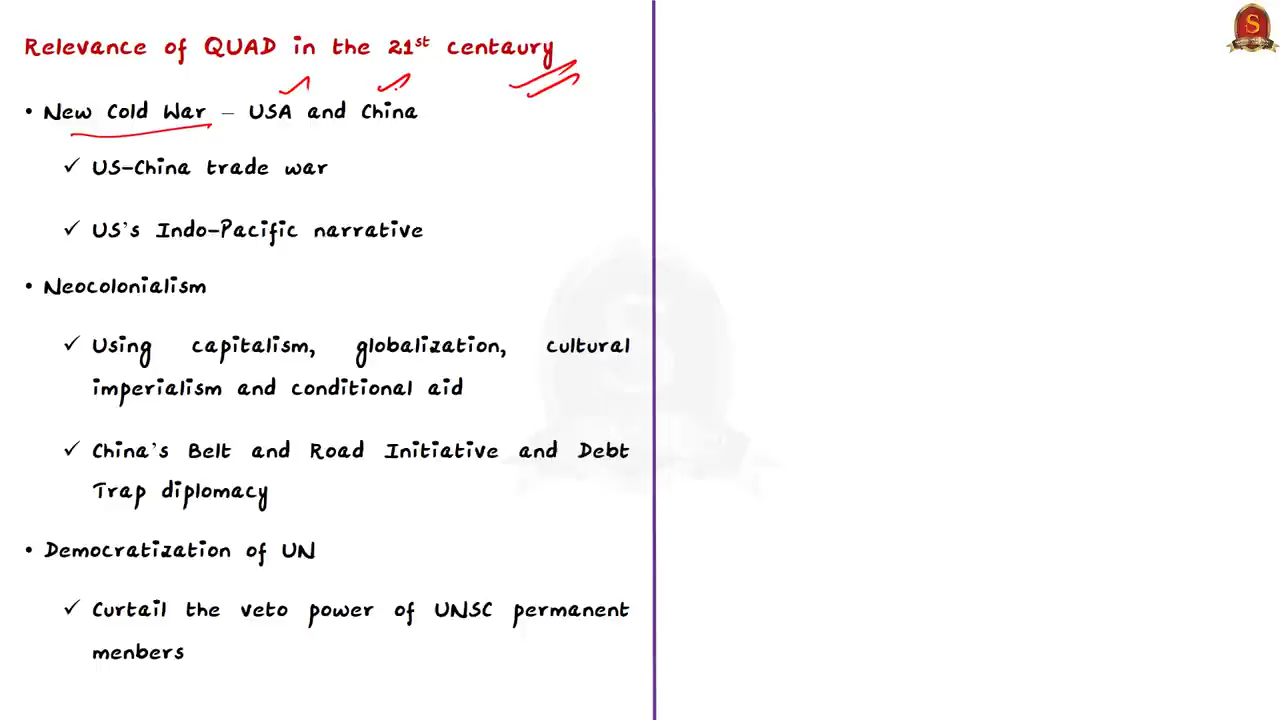 Relevance of QUAD in the 21st centaury
• New Cold War – USA and China
✓ US-China trade war
✓ US's Indo-Pacific narrative
• Neocolonialism
✓ Using capitalism, globalization, cultural
imperialism and conditional aid
✓ China's Belt and Road Initiative and Debt
Trap diplomacy
• Democratization of UN
✓ Curtail the veto power of UNSC permanent
menbers
S